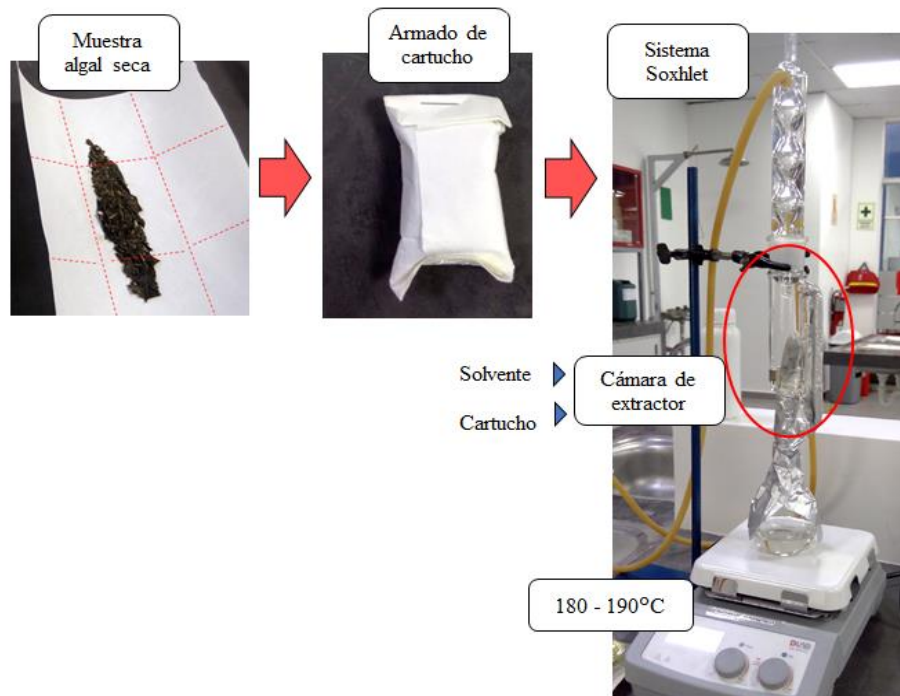 Muestra
algal seca
Armado de
cartucho
Sistema
Soxhlet
Solvente
Cartucho
Cámara de
extractor
180 - 190°C